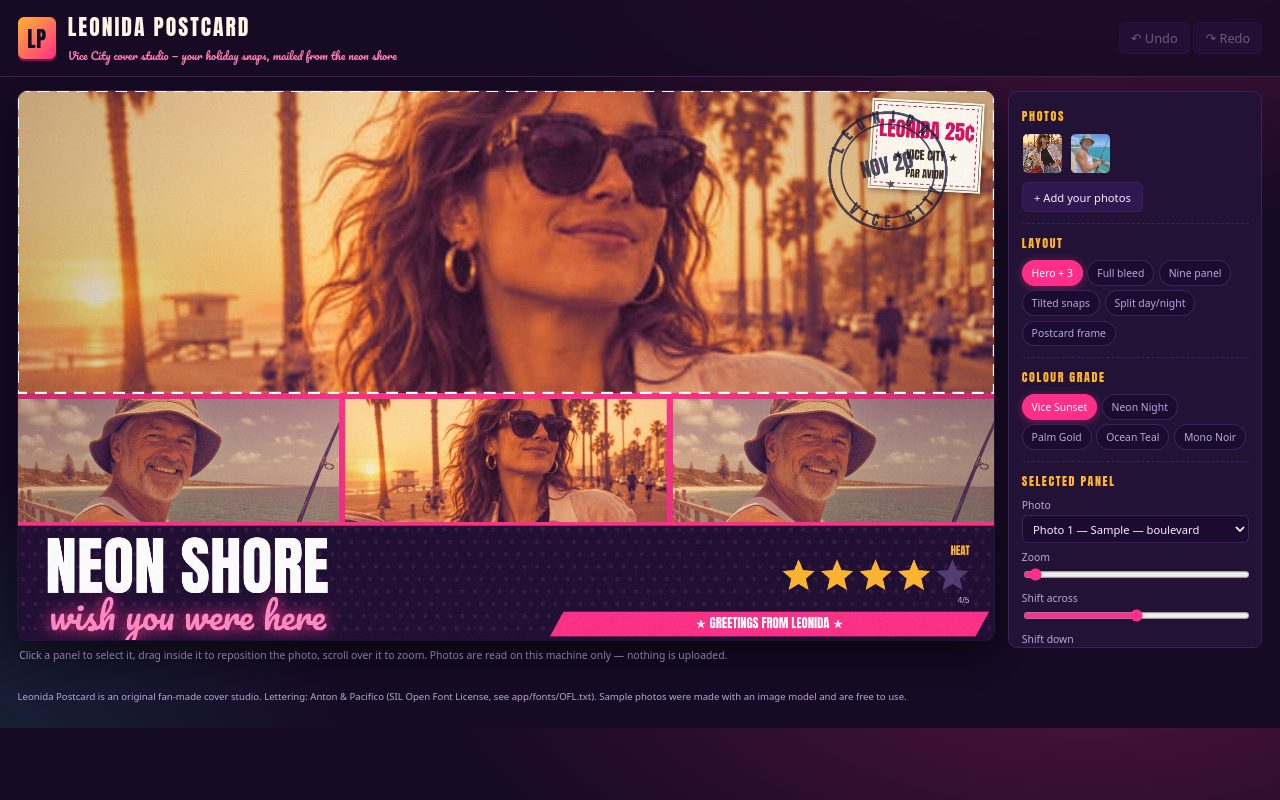 LP
LEONIDA POSTCARD
Vice City cover studio — your holiday snaps, mailed from the neon shore
↶ Undo
↷ Redo
LEONIDA 25¢
★ VICE CITY ★
PAR AVION
LEONIDA
NOV 26
★
VICE CITY
NEON SHORE
wish you were here
HEAT
4/5
★ GREETINGS FROM LEONIDA ★
Click a panel to select it, drag inside it to reposition the photo, scroll over it to zoom. Photos are read on this machine only — nothing is uploaded.
PHOTOS
+ Add your photos
LAYOUT
Hero + 3
Full bleed
Nine panel
Tilted snaps
Split day/night
Postcard frame
COLOUR GRADE
Vice Sunset
Neon Night
Palm Gold
Ocean Teal
Mono Noir
SELECTED PANEL
Photo
Photo 1 — Sample — boulevard
Zoom
Shift across
Shift down
Leonida Postcard is an original fan-made cover studio. Lettering: Anton & Pacifico (SIL Open Font License, see app/fonts/OFL.txt). Sample photos were made with an image model and are free to use.